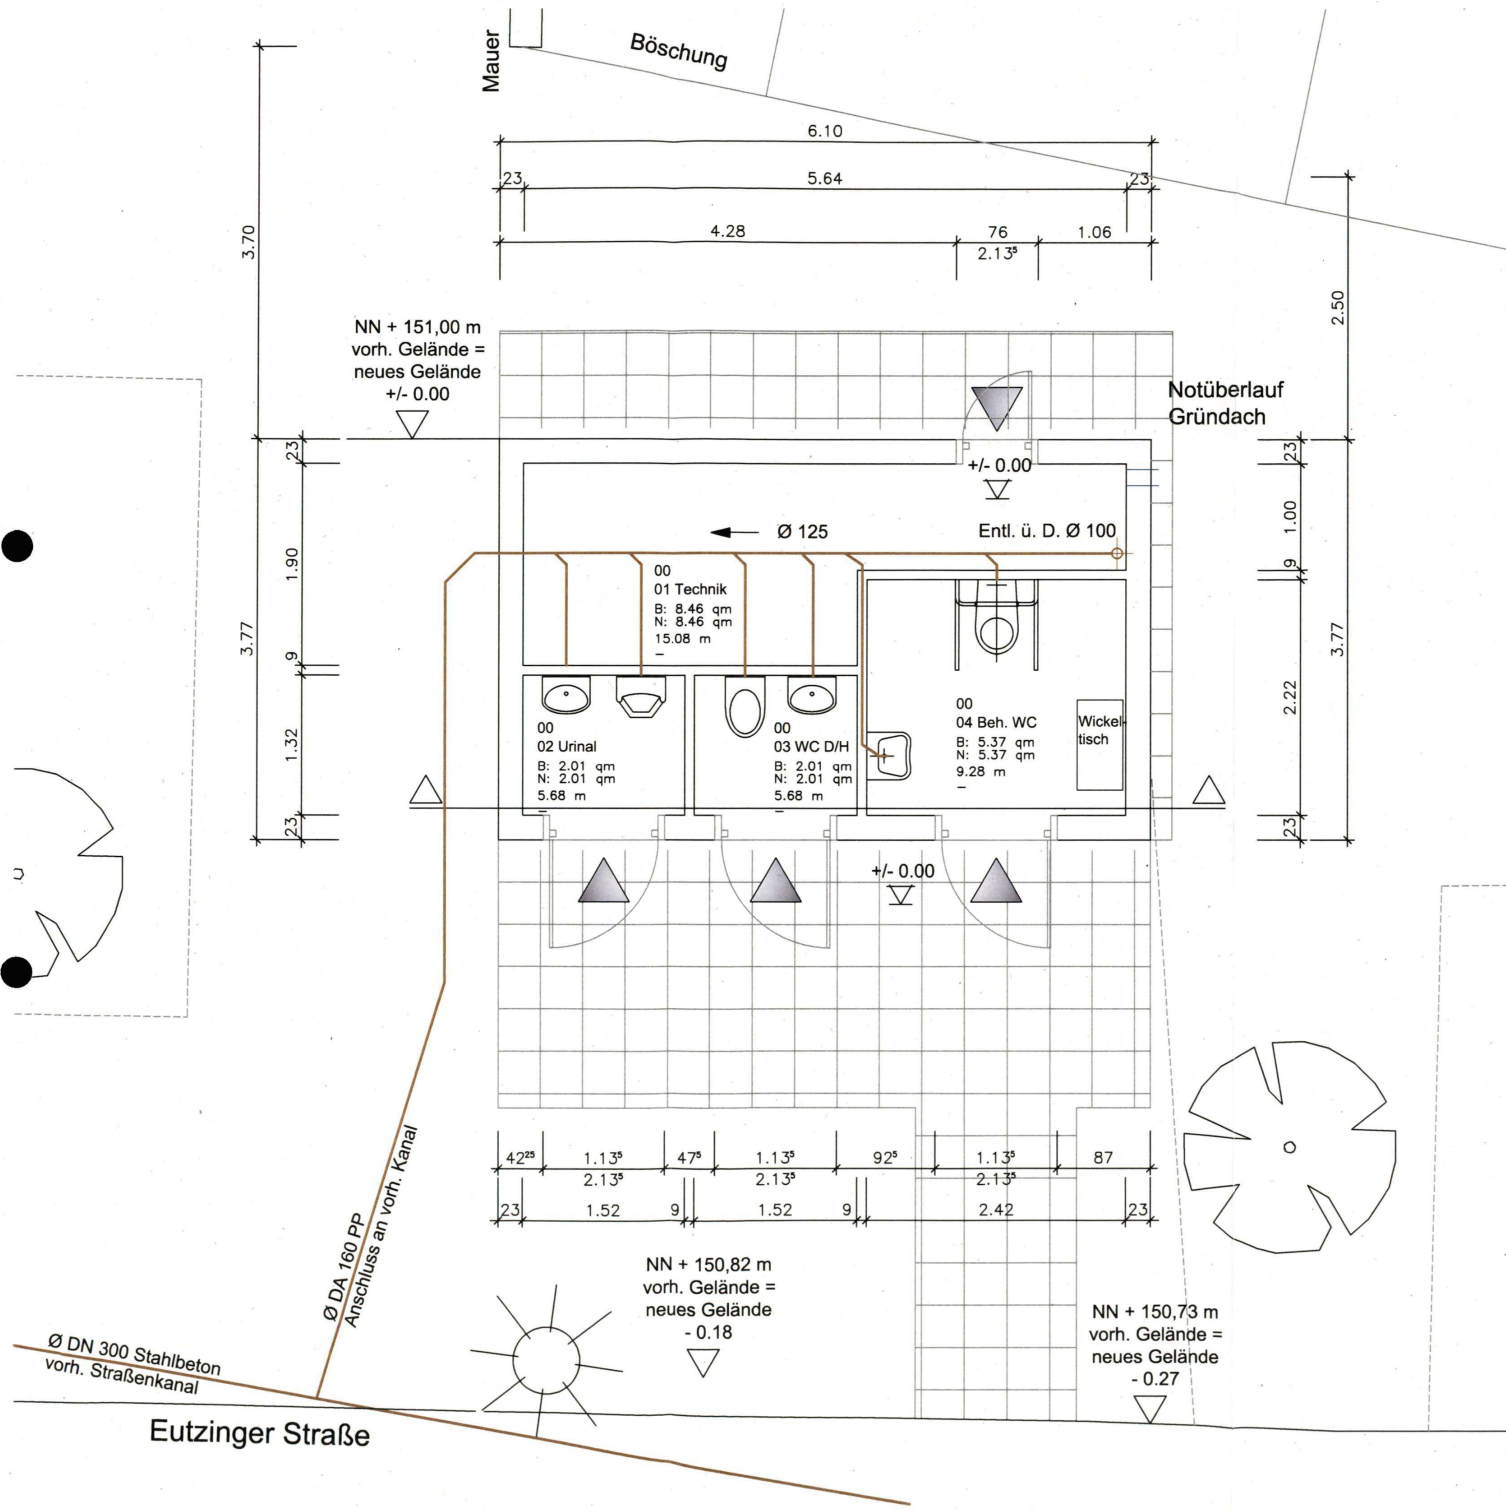 Mauer
Böschung
6.10
23
5.64
23
4.28
76
1.06
2.13⁵
3.70
2.50
NN + 151,00 m
vorh. Gelände =
neues Gelände
+/- 0.00
Notüberlauf
Gründach
23
1.90
3.77
9
1.32
23
23
1.00
9
3.77
2.22
23
+/- 0.00
Ø 125
Entl. ü. D. Ø 100
00
01 Technik
B: 8.46 qm
N: 8.46 qm
15.08 m
–
00
02 Urinal
B: 2.01 qm
N: 2.01 qm
5.68 m
–
00
03 WC D/H
B: 2.01 qm
N: 2.01 qm
5.68 m
–
00
04 Beh. WC
B: 5.37 qm
N: 5.37 qm
9.28 m
–
Wickel-
tisch
+/- 0.00
42²⁵
1.13⁵
47⁵
1.13⁵
92⁵
1.13⁵
87
2.13⁵
2.13⁵
2.13⁵
23
1.52
9
1.52
9
2.42
23
Ø DA 160 PP
Anschluss an vorh. Kanal
NN + 150,82 m
vorh. Gelände =
neues Gelände
- 0.18
NN + 150,73 m
vorh. Gelände =
neues Gelände
- 0.27
Ø DN 300 Stahlbeton
vorh. Straßenkanal
Eutzinger Straße